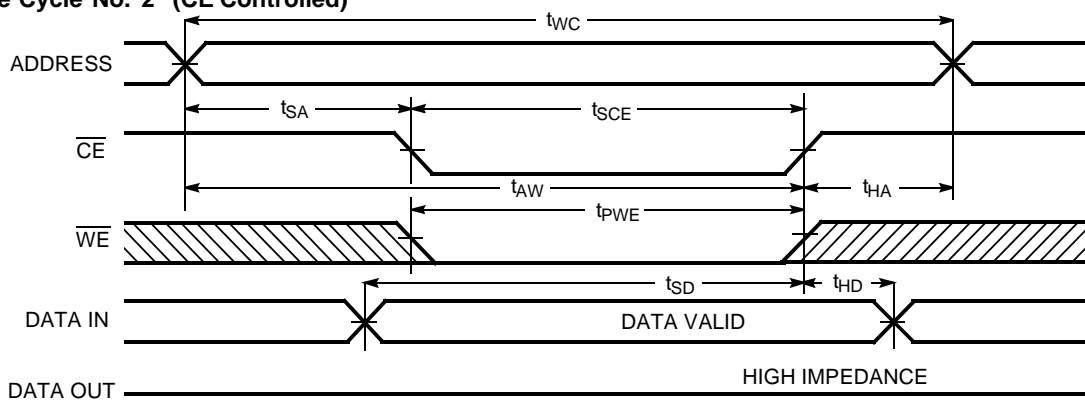 Cycle No. 2 (CE Controlled)
tWC
ADDRESS
tSA
tSCE
CE
tAW
tHA
tPWE
WE
tSD
tHD
DATA IN
DATA VALID
HIGH IMPEDANCE
DATA OUT